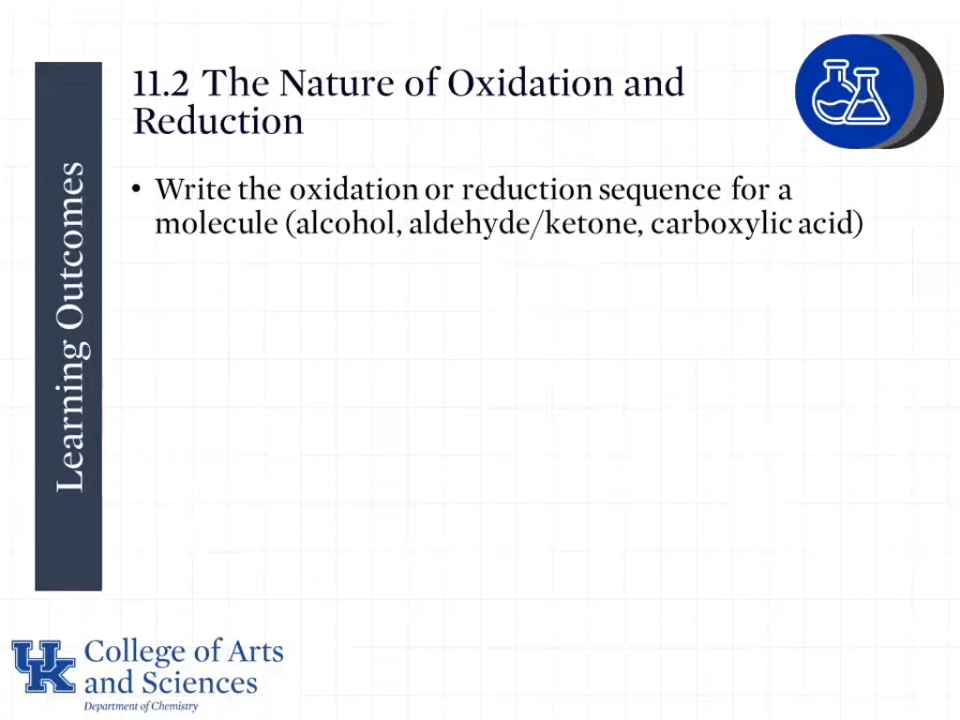 11.2 The Nature of Oxidation and
Reduction
• Write the oxidation or reduction sequence for a
molecule (alcohol, aldehyde/ketone, carboxylic acid)
Learning Outcomes
UK
College of Arts
and Sciences
Department of Chemistry